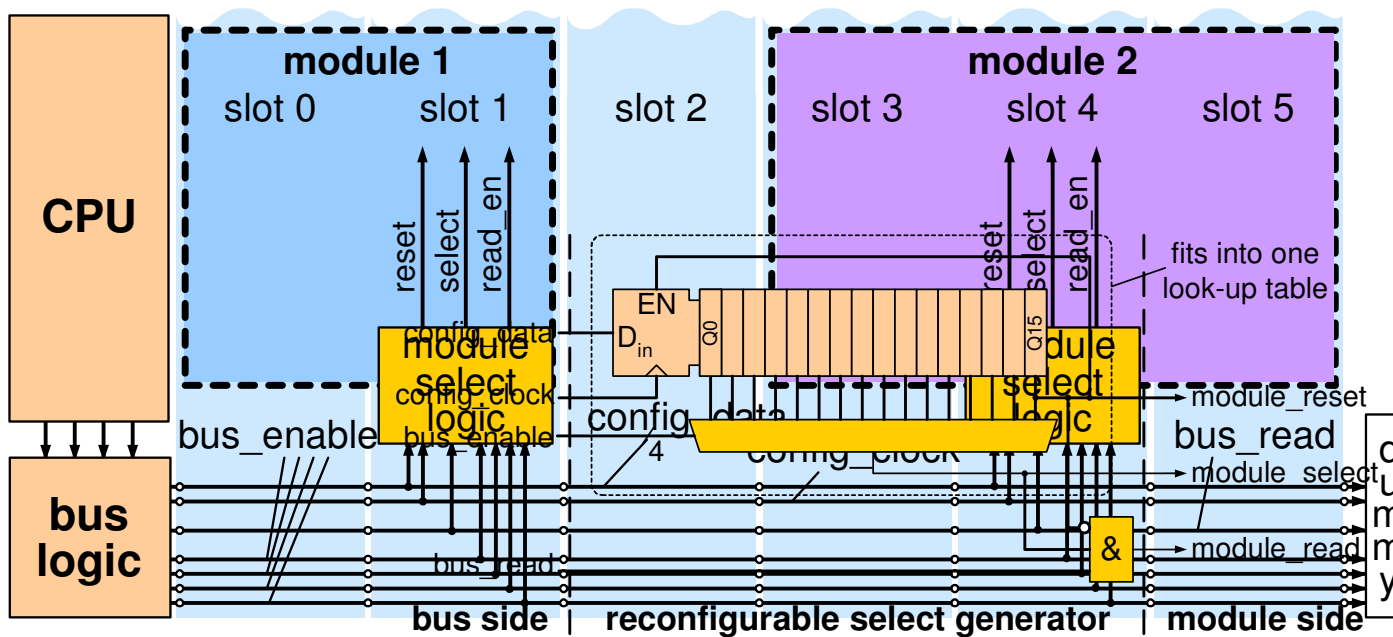 module 1
module 2
slot 0
slot 1
slot 2
slot 3
slot 4
slot 5
CPU
reset
select
read_en
reset
select
read_en
fits into one
look-up table
EN
D_in
Q0
Q15
config_data
module
select
logic
module
select
logic
config_clock
module_reset
bus_enable
bus_enable
config_data
4
config_clock
bus_read
module_select
bus
logic
&
module_read
bus_read
dummy
bus side
reconfigurable select generator
module side